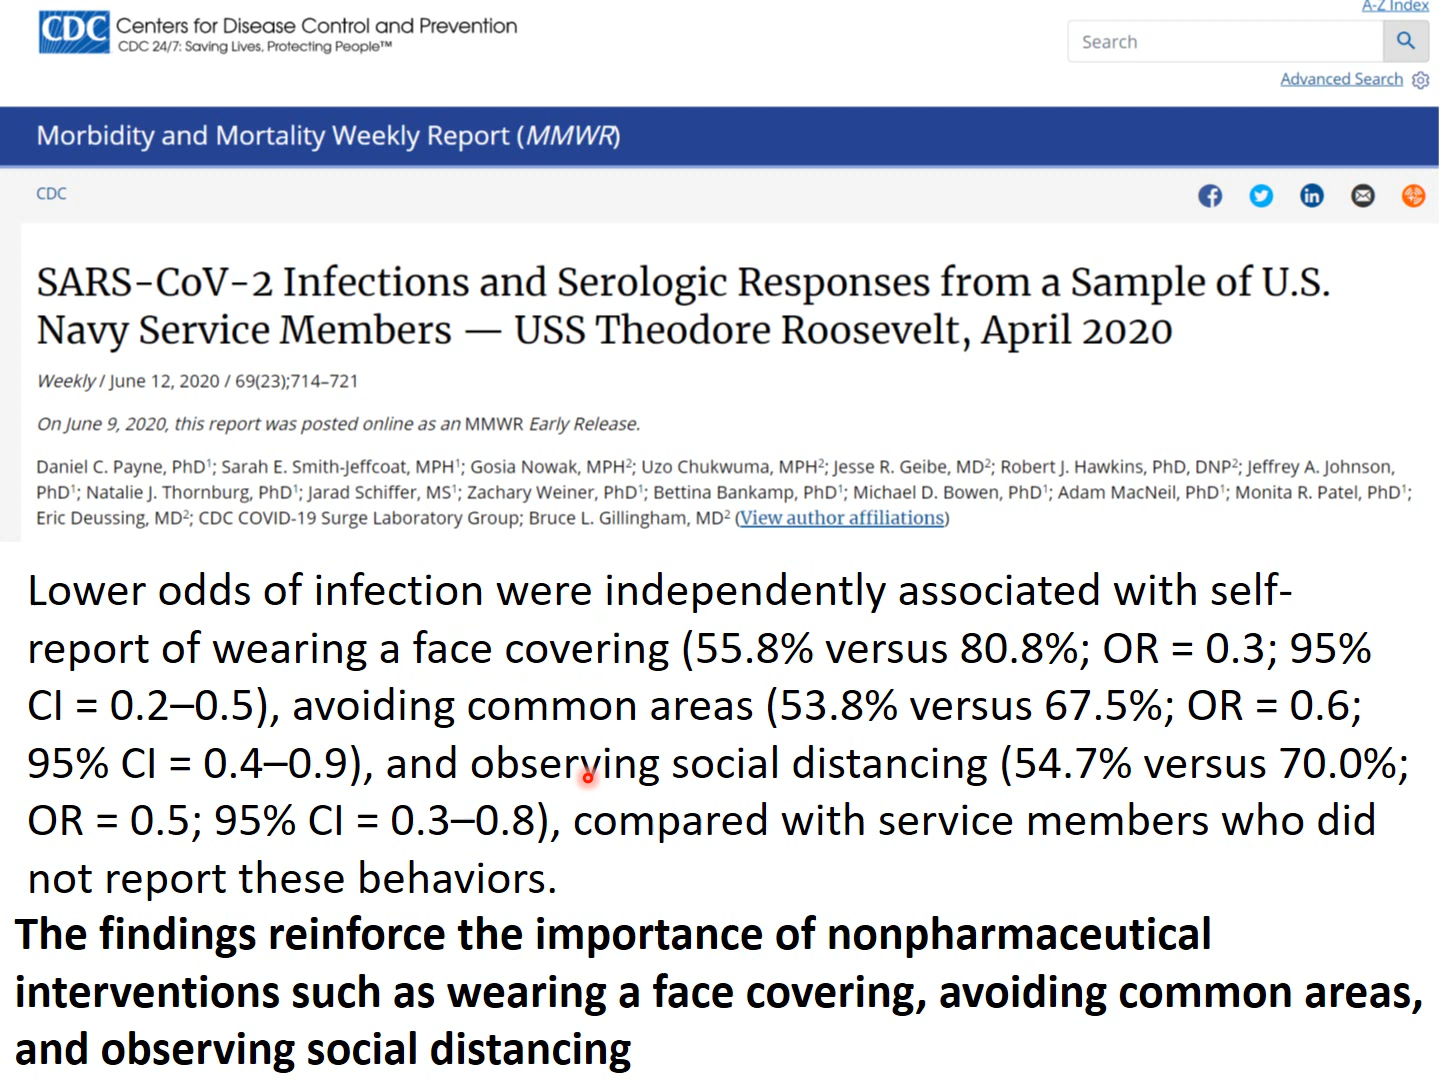 A-Z Index
CDC Centers for Disease Control and Prevention
CDC 24/7: Saving Lives, Protecting People™
Search
Advanced Search
Morbidity and Mortality Weekly Report (MMWR)
CDC
SARS-CoV-2 Infections and Serologic Responses from a Sample of U.S.
Navy Service Members — USS Theodore Roosevelt, April 2020
Weekly / June 12, 2020 / 69(23);714–721
On June 9, 2020, this report was posted online as an MMWR Early Release.
Daniel C. Payne, PhD1; Sarah E. Smith-Jeffcoat, MPH1; Gosia Nowak, MPH2; Uzo Chukwuma, MPH2; Jesse R. Geibe, MD2; Robert J. Hawkins, PhD, DNP2; Jeffrey A. Johnson,
PhD1; Natalie J. Thornburg, PhD1; Jarad Schiffer, MS1; Zachary Weiner, PhD1; Bettina Bankamp, PhD1; Michael D. Bowen, PhD1; Adam MacNeil, PhD1; Monita R. Patel, PhD1;
Eric Deussing, MD2; CDC COVID-19 Surge Laboratory Group; Bruce L. Gillingham, MD2 (View author affiliations)
Lower odds of infection were independently associated with self-
report of wearing a face covering (55.8% versus 80.8%; OR = 0.3; 95%
CI = 0.2–0.5), avoiding common areas (53.8% versus 67.5%; OR = 0.6;
95% CI = 0.4–0.9), and observing social distancing (54.7% versus 70.0%;
OR = 0.5; 95% CI = 0.3–0.8), compared with service members who did
not report these behaviors.
The findings reinforce the importance of nonpharmaceutical
interventions such as wearing a face covering, avoiding common areas,
and observing social distancing